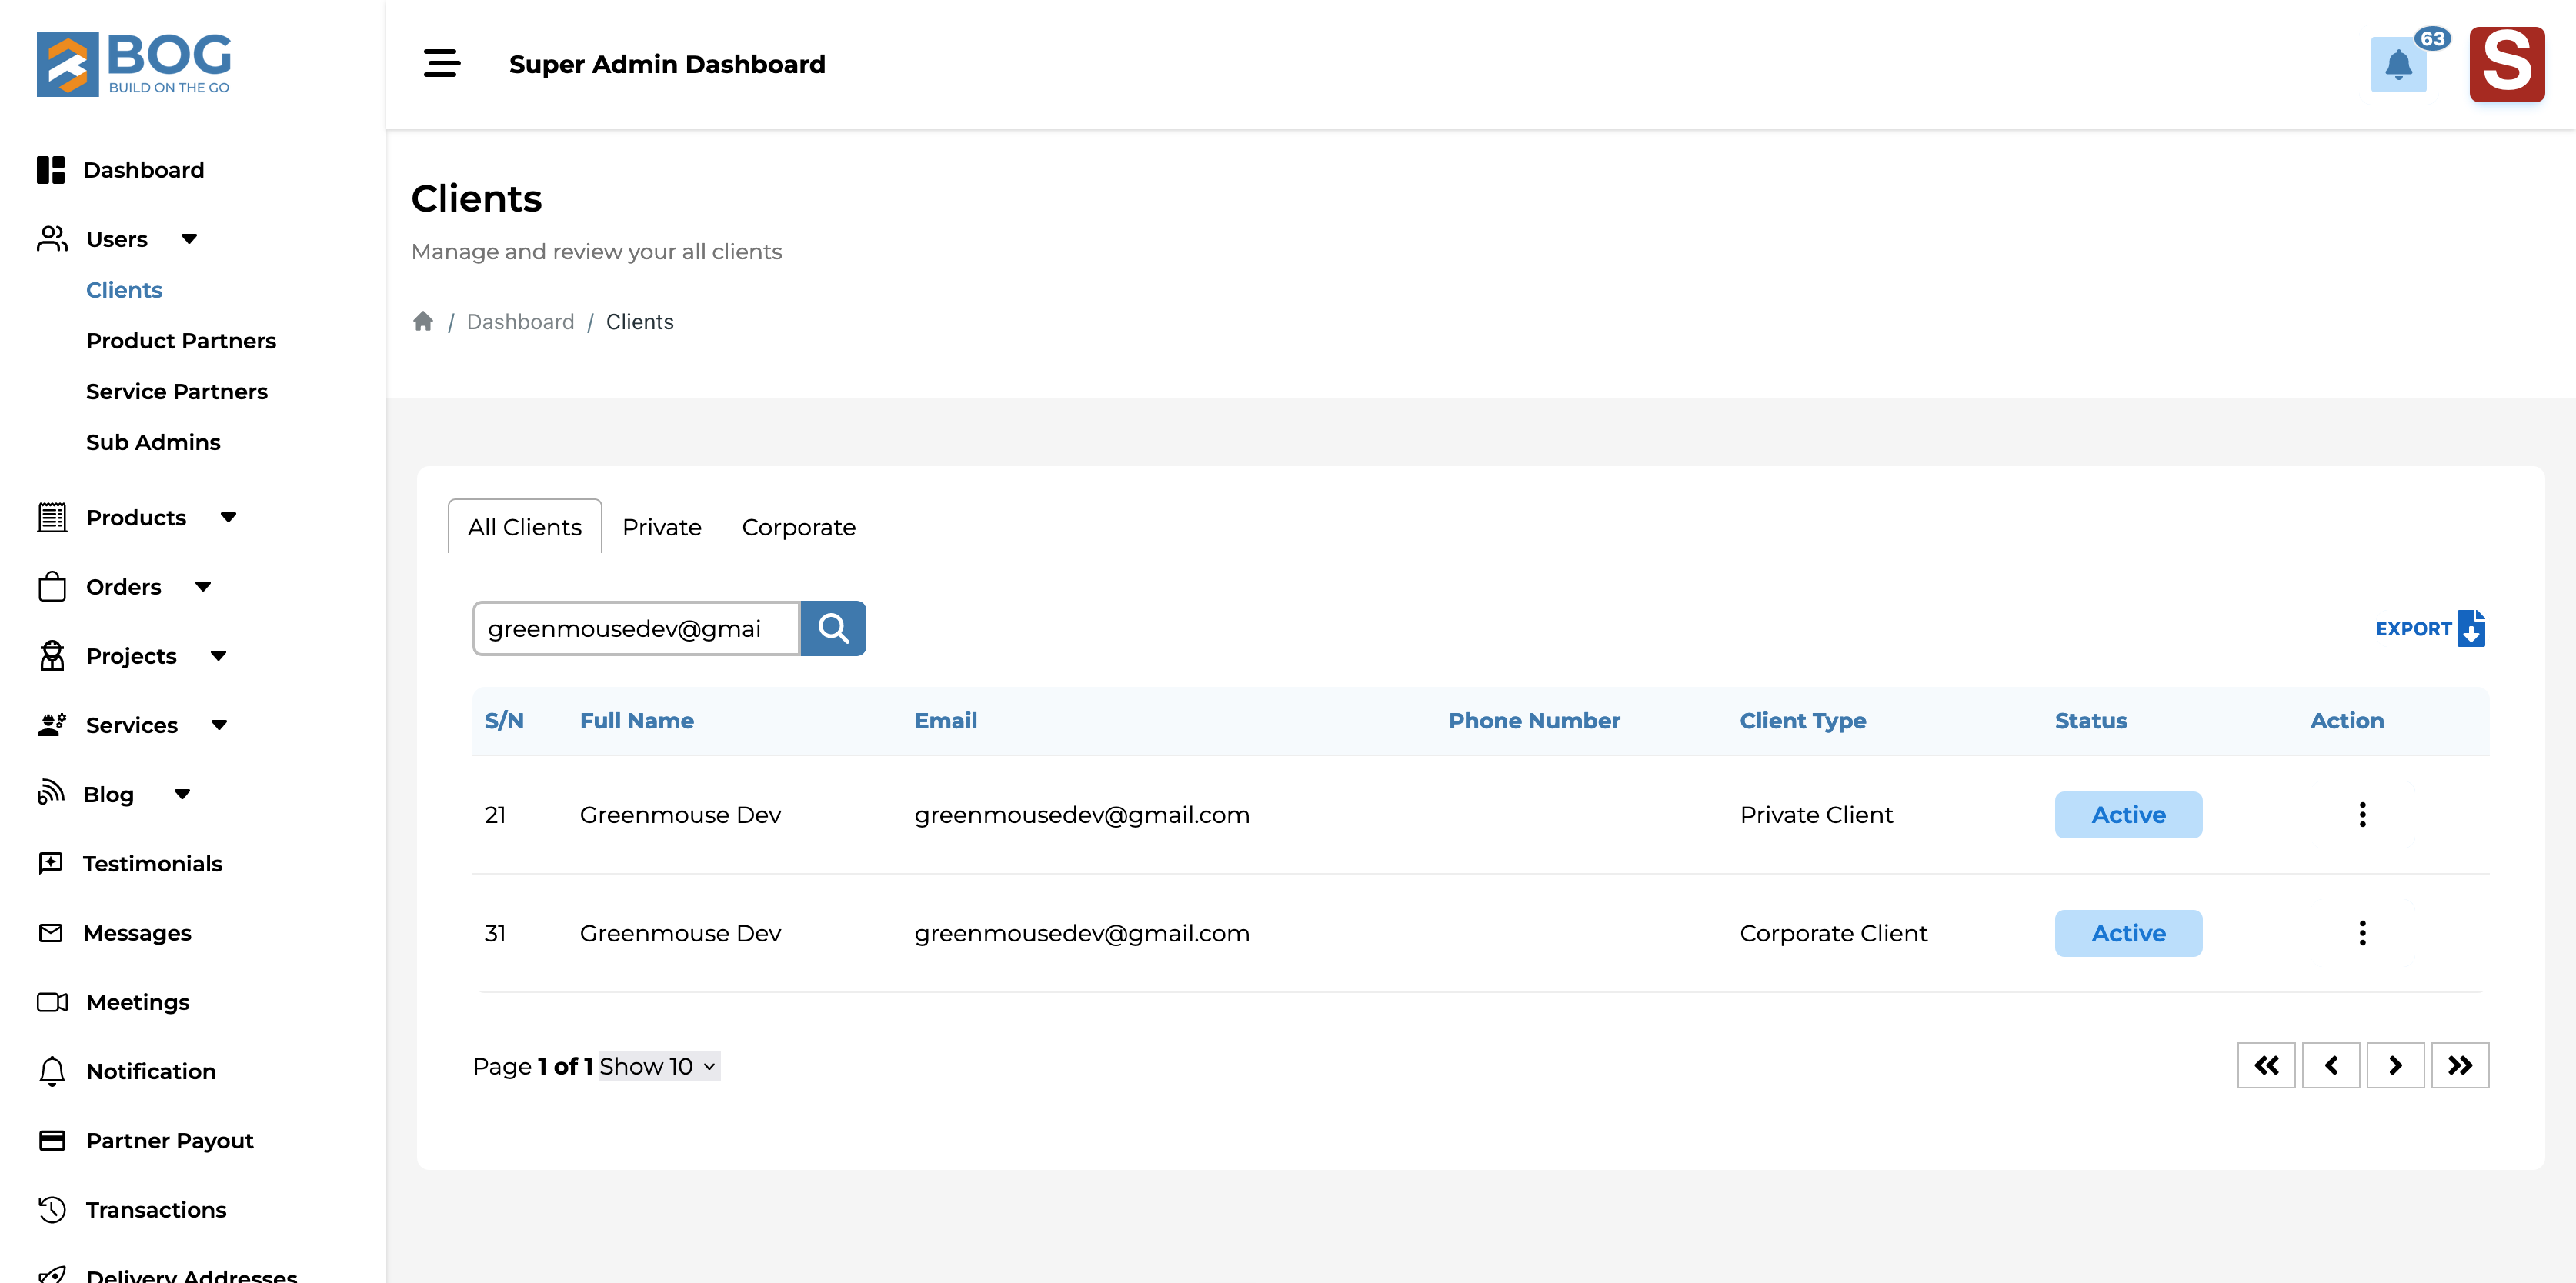 BOG
BUILD ON THE GO
Super Admin Dashboard
63
S
Dashboard
Users
Clients
Product Partners
Service Partners
Sub Admins
Products
Orders
Projects
Services
Blog
Testimonials
Messages
Meetings
Notification
Partner Payout
Transactions
Delivery Addresses
Clients
Manage and review your all clients
/ Dashboard / Clients
All Clients Private Corporate
greenmousedev@gmai
EXPORT
S/N Full Name Email Phone Number Client Type Status Action
21 Greenmouse Dev greenmousedev@gmail.com Private Client Active
31 Greenmouse Dev greenmousedev@gmail.com Corporate Client Active
Page 1 of 1 Show 10